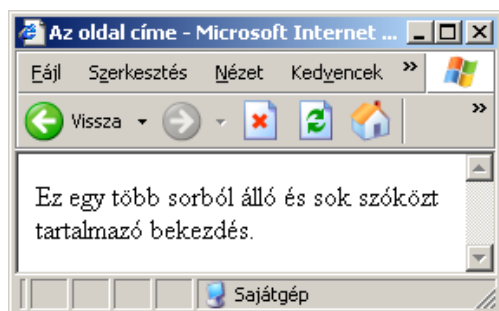 Az oldal címe - Microsoft Internet ...
Fájl Szerkesztés Nézet Kedvencek »
Vissza »
Ez egy több sorból álló és sok szóközt
tartalmazó bekezdés.
Sajátgép